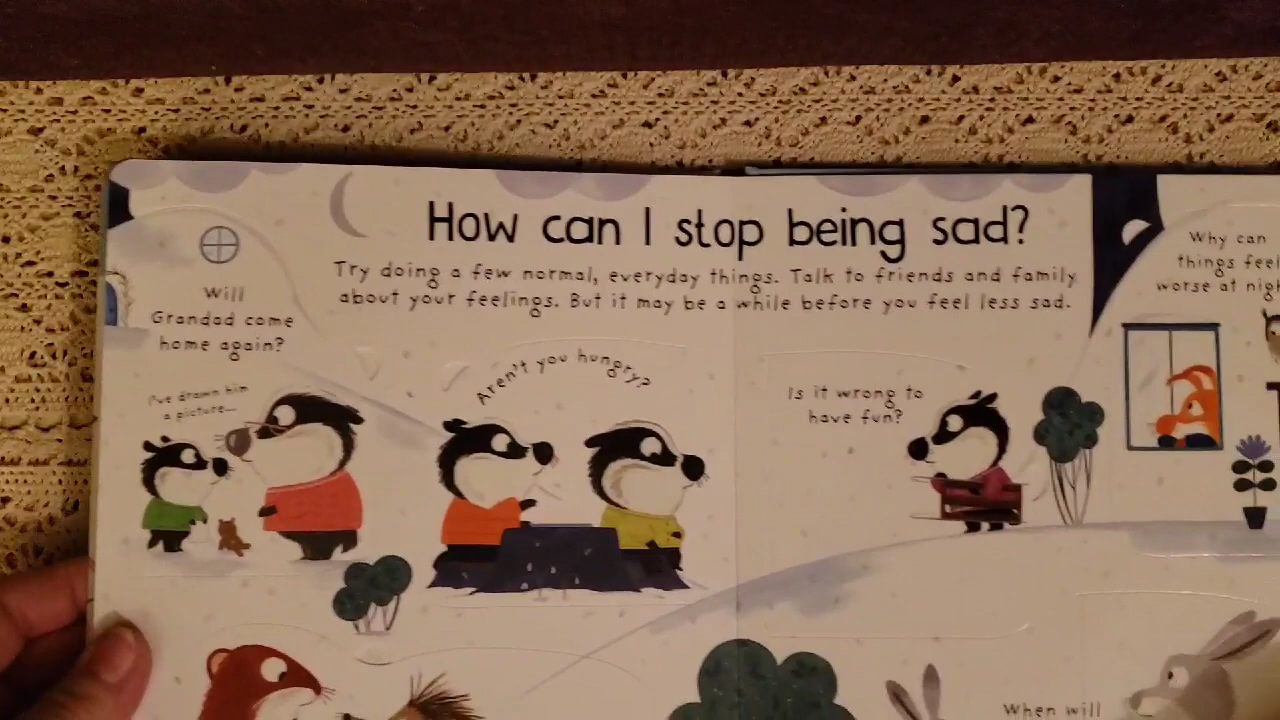 How can I stop being sad?
Try doing a few normal, everyday things. Talk to friends and family
about your feelings. But it may be a while before you feel less sad.
Will
Grandad come
home again?
I've drawn him
a picture...
Aren't you hungry?
Is it wrong to
have fun?
Why can
things feel
worse at
When will